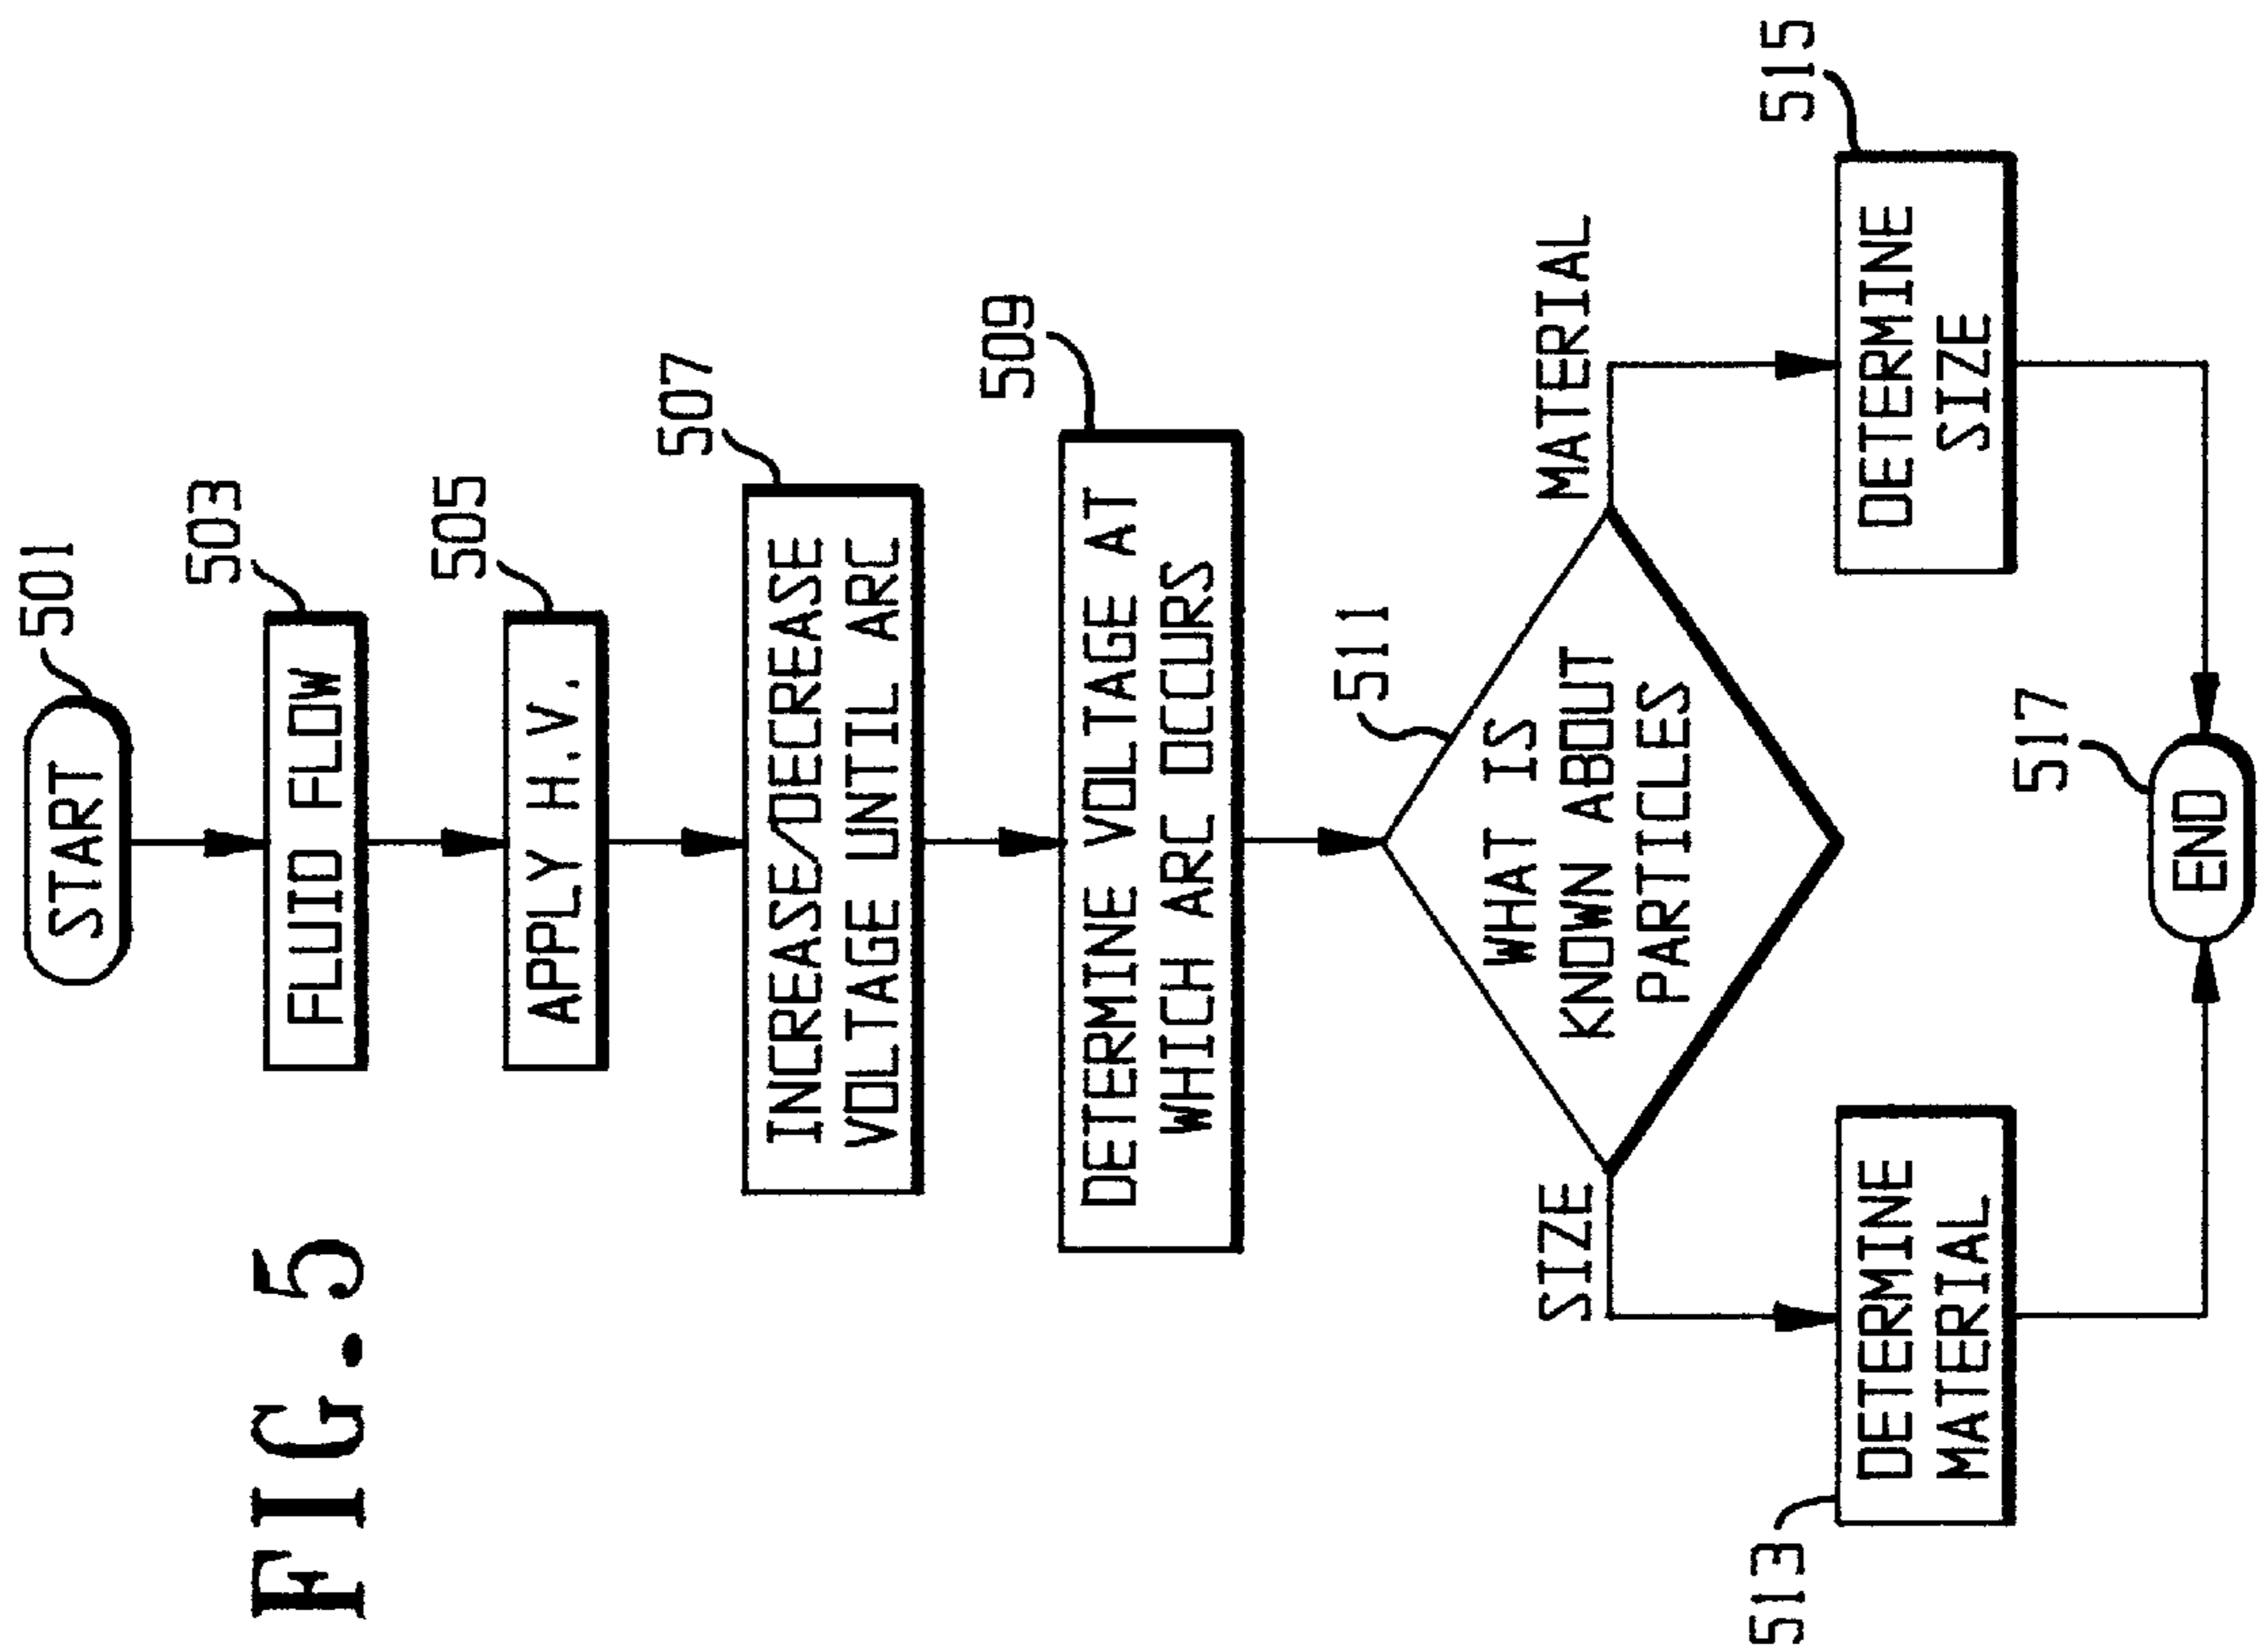 FIG. 5
START
501
FLUID FLOW
503
APPLY H.V.
505
INCREASE/DECREASE
VOLTAGE UNTIL ARC
507
DETERMINE VOLTAGE AT
WHICH ARC OCCURS
509
WHAT IS
KNOWN ABOUT
PARTICLES
511
SIZE
MATERIAL
DETERMINE
MATERIAL
513
DETERMINE
SIZE
515
END
517